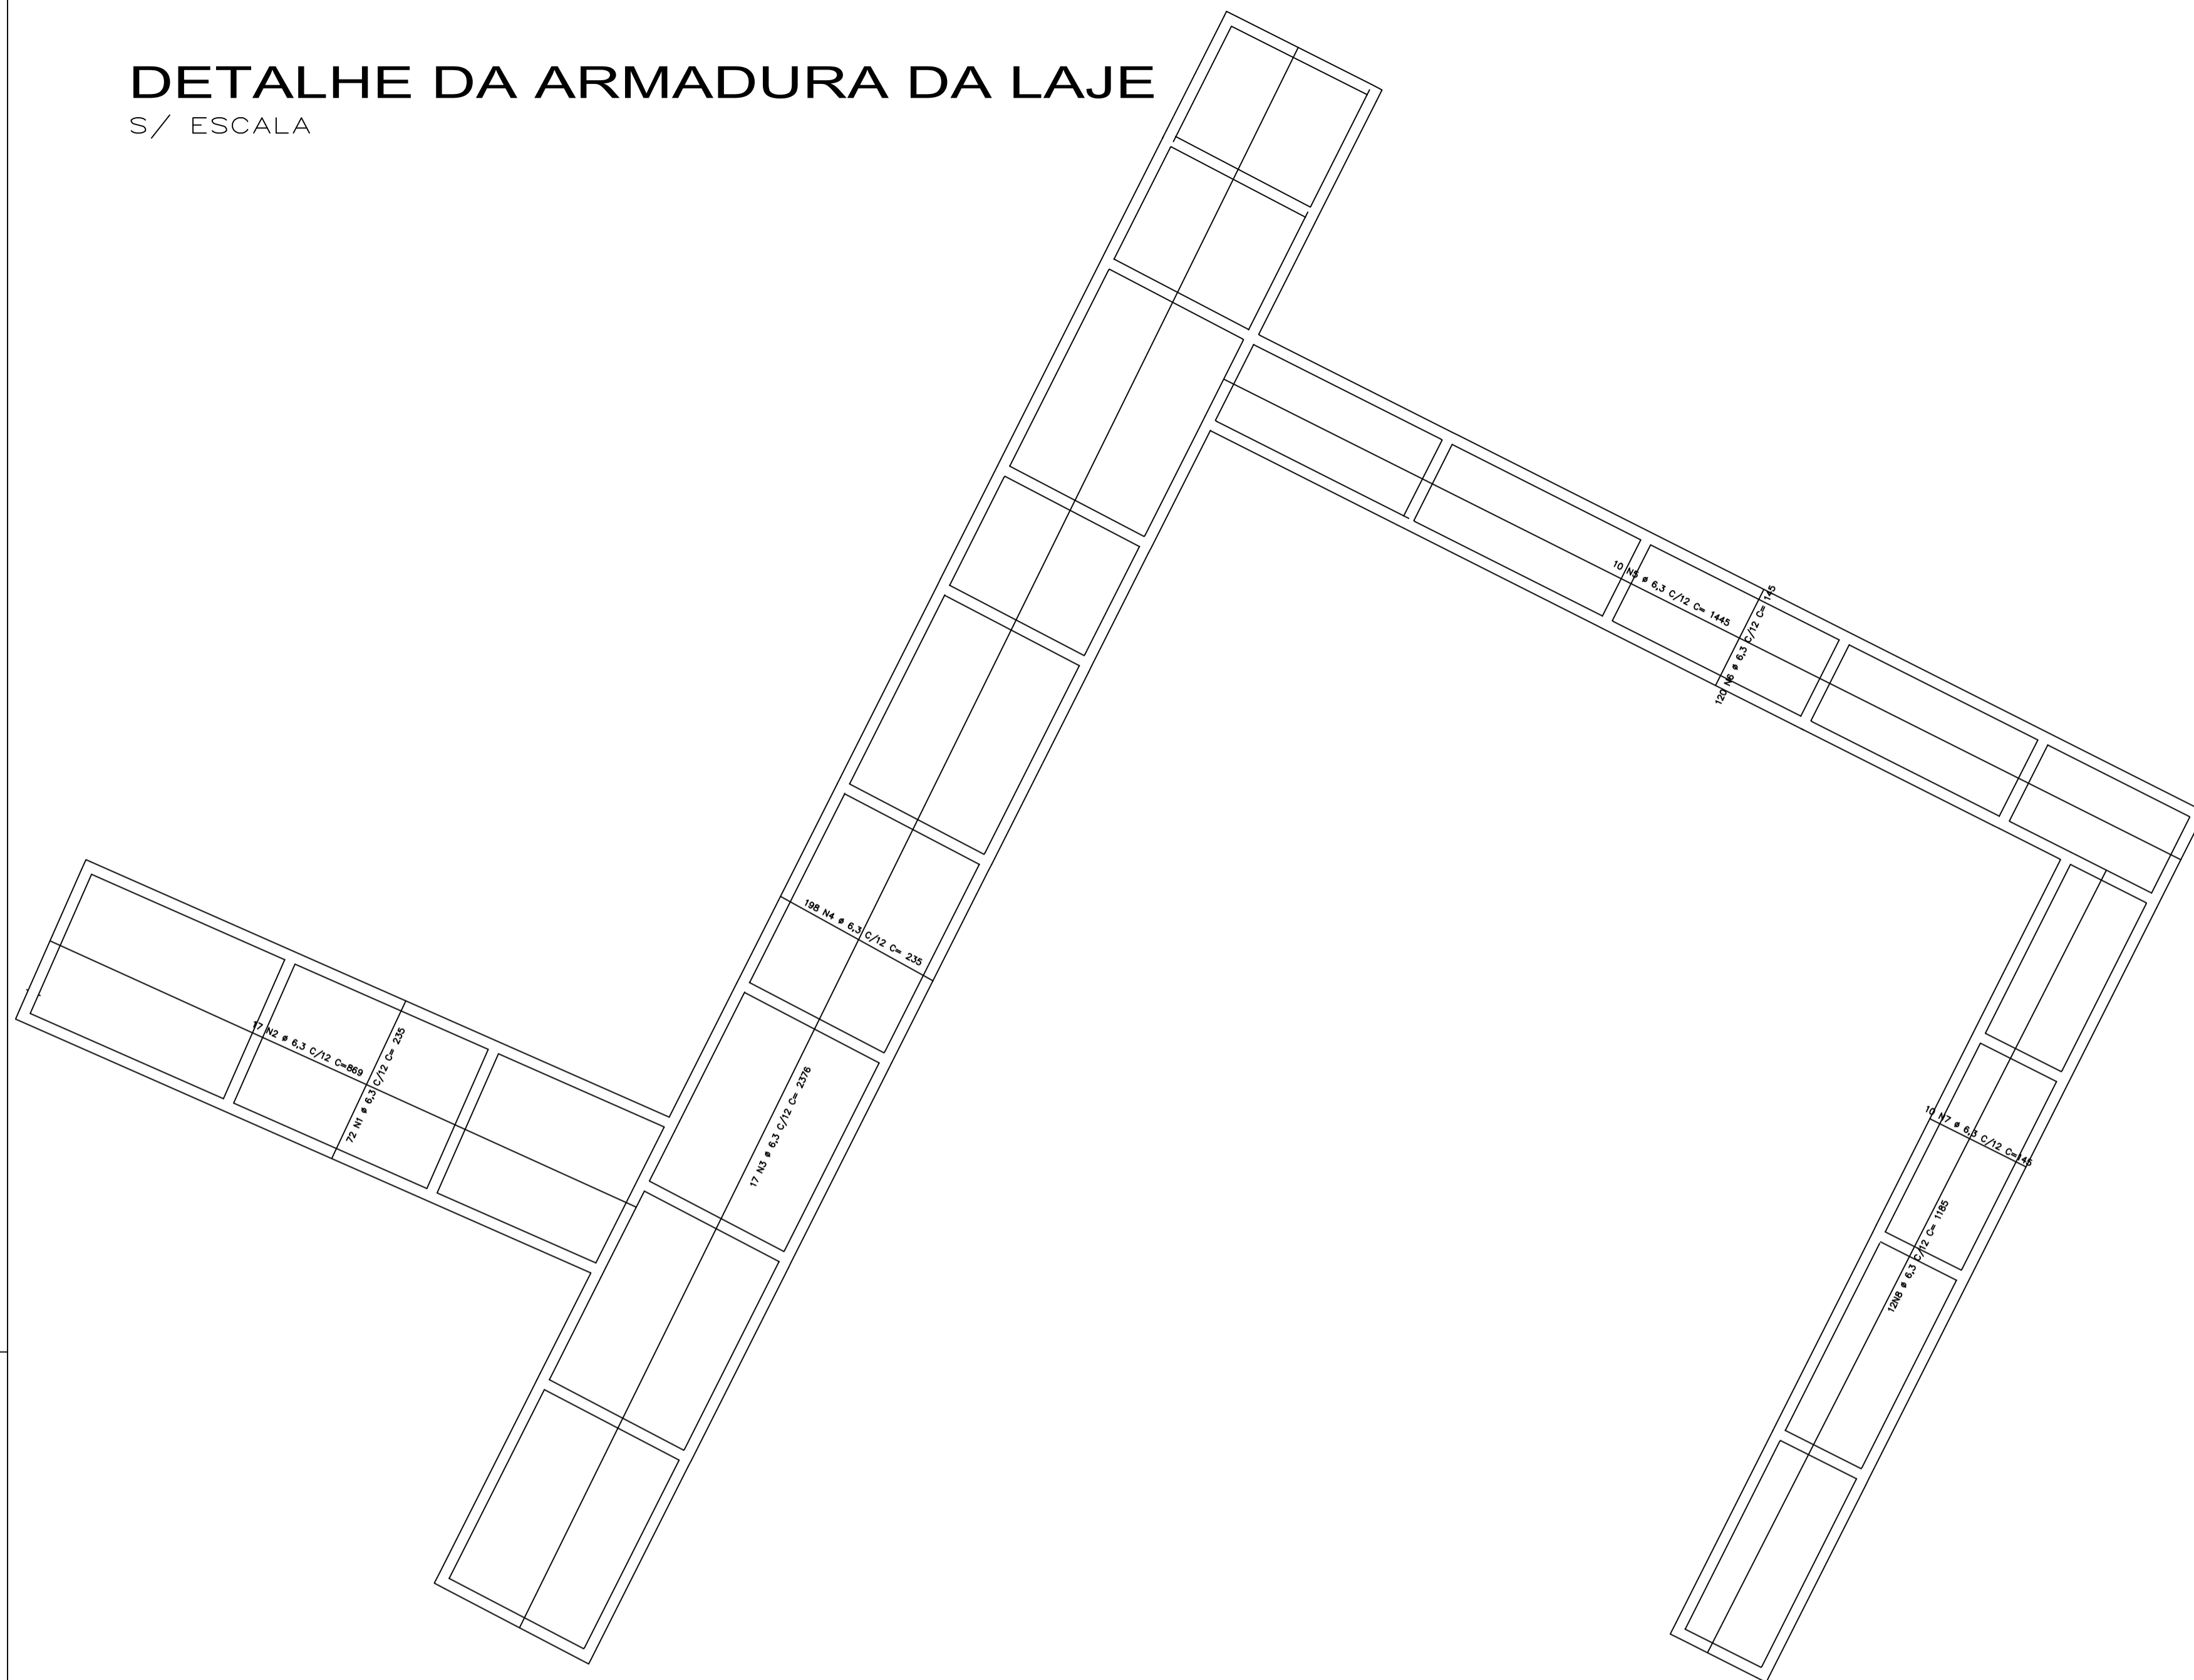 DETALHE DA ARMADURA DA LAJE
S/ ESCALA
10 N5 ø 6,3 C/12 C= 1445
120 N6 ø 6,3 C/12 C= 145
198 N4 ø 6,3 C/12 C= 235
17 N2 ø 6,3 C/12 C=869
72 N1 ø 6,3 C/12 C= 235
17 N3 ø 6,3 C/12 C= 2376
10 N7 ø 6,3 C/12 C=145
12N8 ø 6,3 C/12 C= 1185